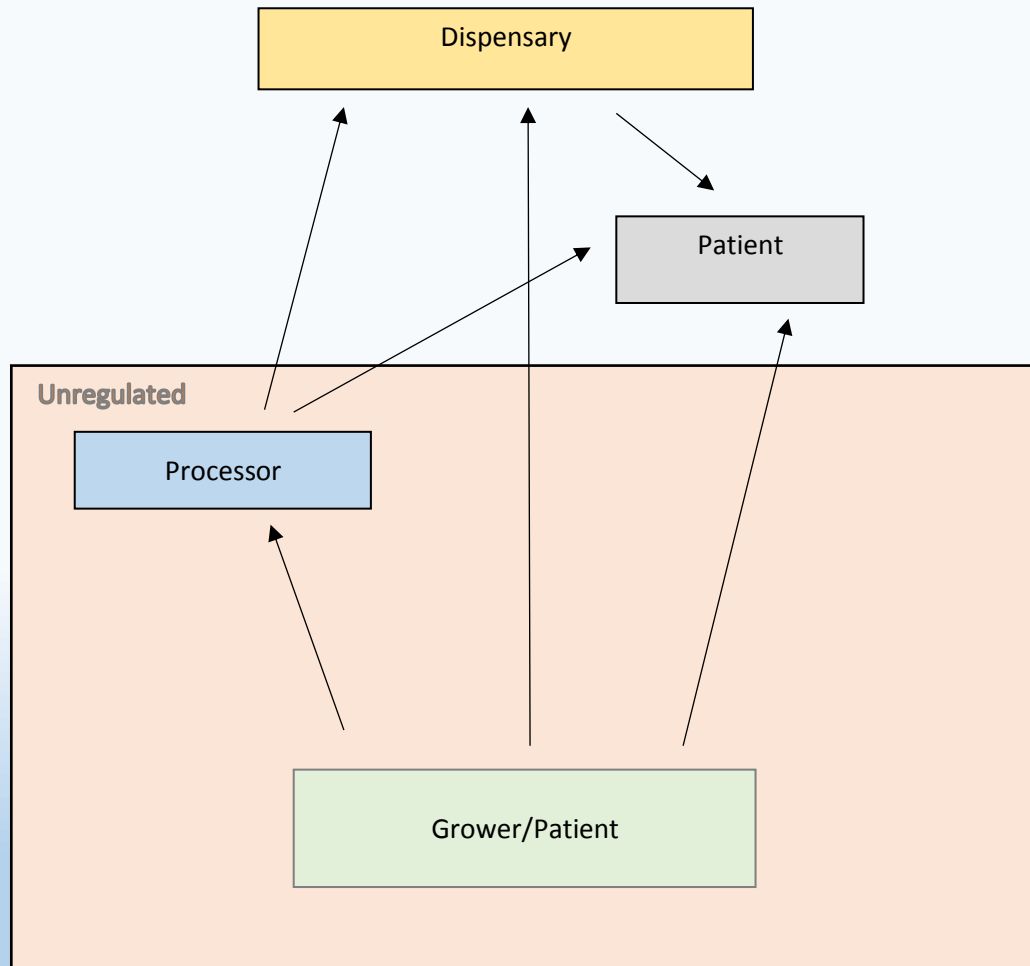 Dispensary
Patient
Unregulated
Processor
Grower/Patient